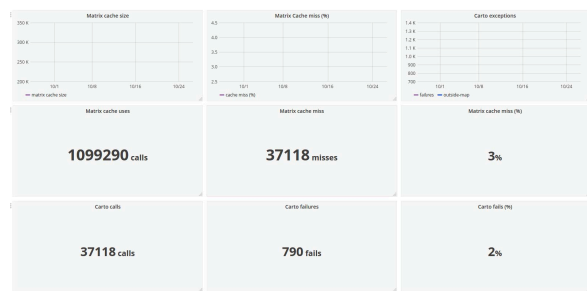 Matrix cache size
350 K
300 K
250 K
200 K
10/1 10/8 10/16 10/24
matrix cache size
Matrix Cache miss (%)
4.5
4.0
3.5
3.0
2.5
10/1 10/8 10/16 10/24
cache miss (%)
Carto exceptions
1.4 K
1.3 K
1.2 K
1.1 K
1.0 K
900
800
700
10/1 10/8 10/16 10/24
failires outside-map
Matrix cache uses
1099290 calls
Matrix cache miss
37118 misses
Matrix cache miss (%)
3%
Carto calls
37118 calls
Carto failures
790 fails
Carto fails (%)
2%